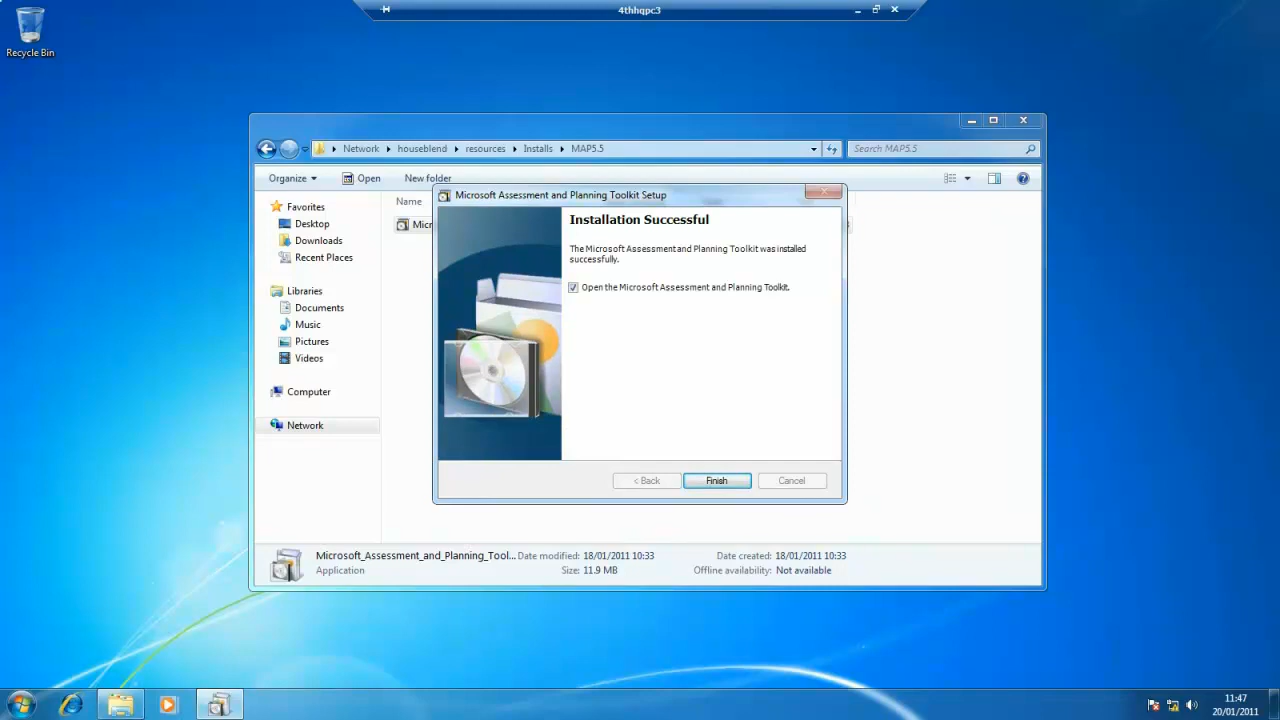 4thhqpc3
Recycle Bin
Network houseblend resources Installs MAP5.5
Search MAP5.5
Organize Open New folder
Name
Favorites
Desktop
Downloads
Recent Places
Libraries
Documents
Music
Pictures
Videos
Computer
Network
Micr
Microsoft Assessment and Planning Toolkit Setup
Installation Successful
The Microsoft Assessment and Planning Toolkit was installed
successfully.
Open the Microsoft Assessment and Planning Toolkit.
< Back Finish Cancel
Microsoft_Assessment_and_Planning_Tool... Date modified: 18/01/2011 10:33 Date created: 18/01/2011 10:33
Application Size: 11.9 MB Offline availability: Not available
11:47
20/01/2011